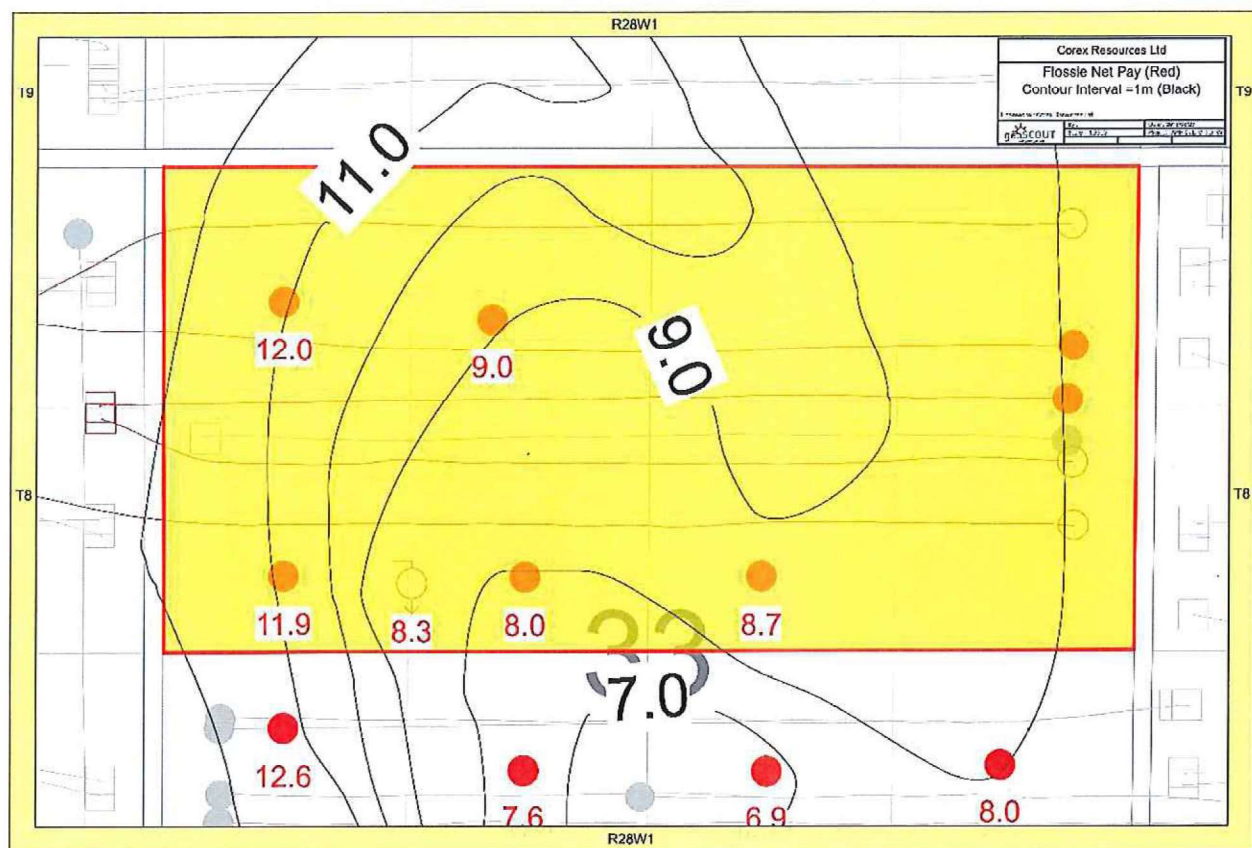 R28W1
Corex Resources Ltd
Flossie Net Pay (Red)
Contour Interval =1m (Black)
T9
T9
geoSCOUT
11.0
12.0
9.0
9.0
T8
T8
11.9
8.3
8.0
8.7
33
7.0
12.6
7.6
6.9
8.0
R28W1